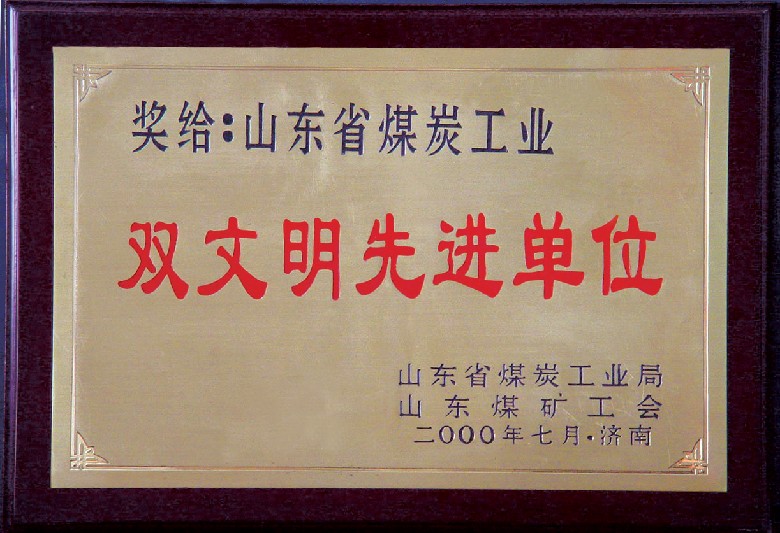 奖给:山东省煤炭工业
双文明先进单位
山东省煤炭工业局
山东煤矿工会
二000年七月·济南